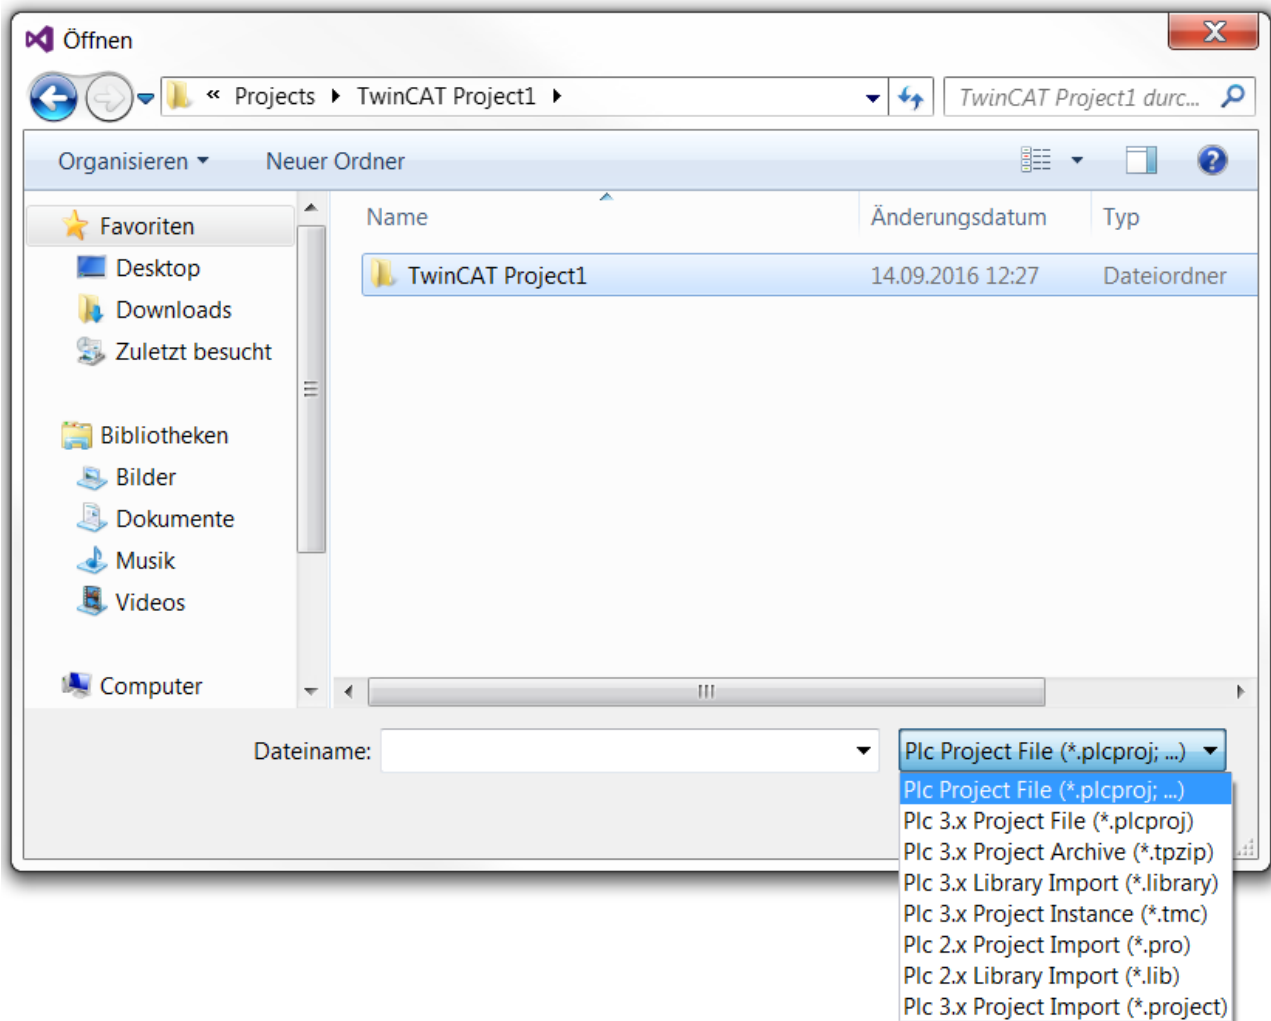 Öffnen
« Projects TwinCAT Project1
TwinCAT Project1 durc...
Organisieren Neuer Ordner
Name Änderungsdatum Typ
Favoriten
Desktop
Downloads
Zuletzt besucht
Bibliotheken
Bilder
Dokumente
Musik
Videos
Computer
TwinCAT Project1 14.09.2016 12:27 Dateiordner
Dateiname:
Plc Project File (*.plcproj; ...)
Plc Project File (*.plcproj; ...)
Plc 3.x Project File (*.plcproj)
Plc 3.x Project Archive (*.tpzip)
Plc 3.x Library Import (*.library)
Plc 3.x Project Instance (*.tmc)
Plc 2.x Project Import (*.pro)
Plc 2.x Library Import (*.lib)
Plc 3.x Project Import (*.project)